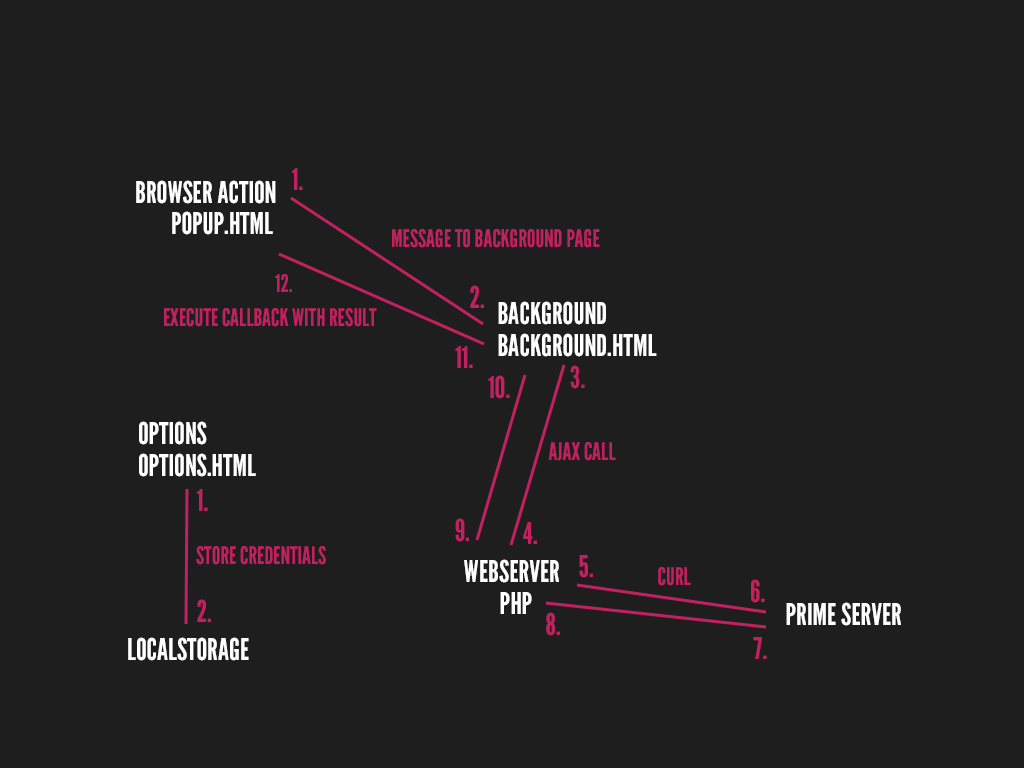 1.
BROWSER ACTION
POPUP.HTML
MESSAGE TO BACKGROUND PAGE
12.
EXECUTE CALLBACK WITH RESULT
2.
BACKGROUND
BACKGROUND.HTML
11.
10.
3.
OPTIONS
OPTIONS.HTML
1.
STORE CREDENTIALS
2.
LOCALSTORAGE
AJAX CALL
9.
4.
WEBSERVER
PHP
5.
CURL
6.
8.
7.
PRIME SERVER